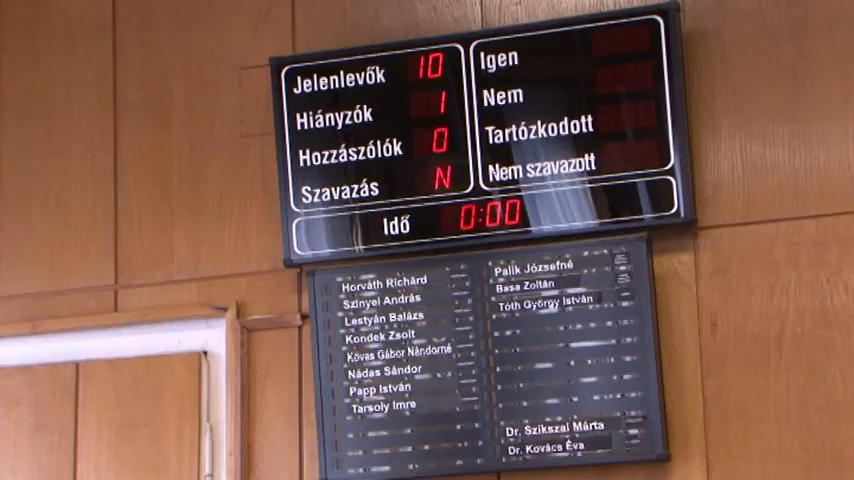 Jelenlevők 10
Hiányzók 1
Hozzászólók 0
Szavazás N
Igen
Nem
Tartózkodott
Nem szavazott
Idő 0:00
Horváth Richárd
Szinyei András
Lestyán Balázs
Kondek Zsolt
Kovas Gábor Nándorné
Nádas Sándor
Papp István
Tarsoly Imre
Palik Józsefné
Basa Zoltán
Tóth György István
Dr. Szikszai Márta
Dr. Kovács Éva